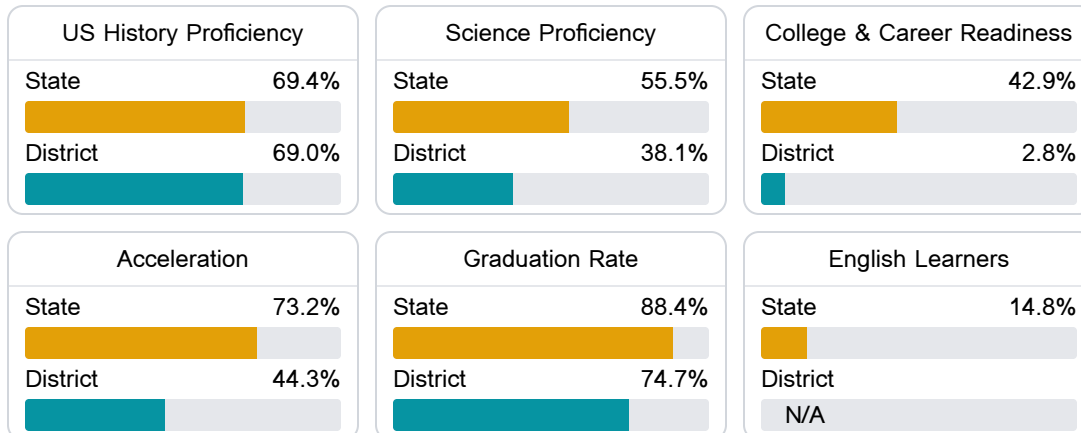 US History Proficiency
State 69.4%
District 69.0%
Science Proficiency
State 55.5%
District 38.1%
College & Career Readiness
State 42.9%
District 2.8%
Acceleration
State 73.2%
District 44.3%
Graduation Rate
State 88.4%
District 74.7%
English Learners
State 14.8%
District
N/A